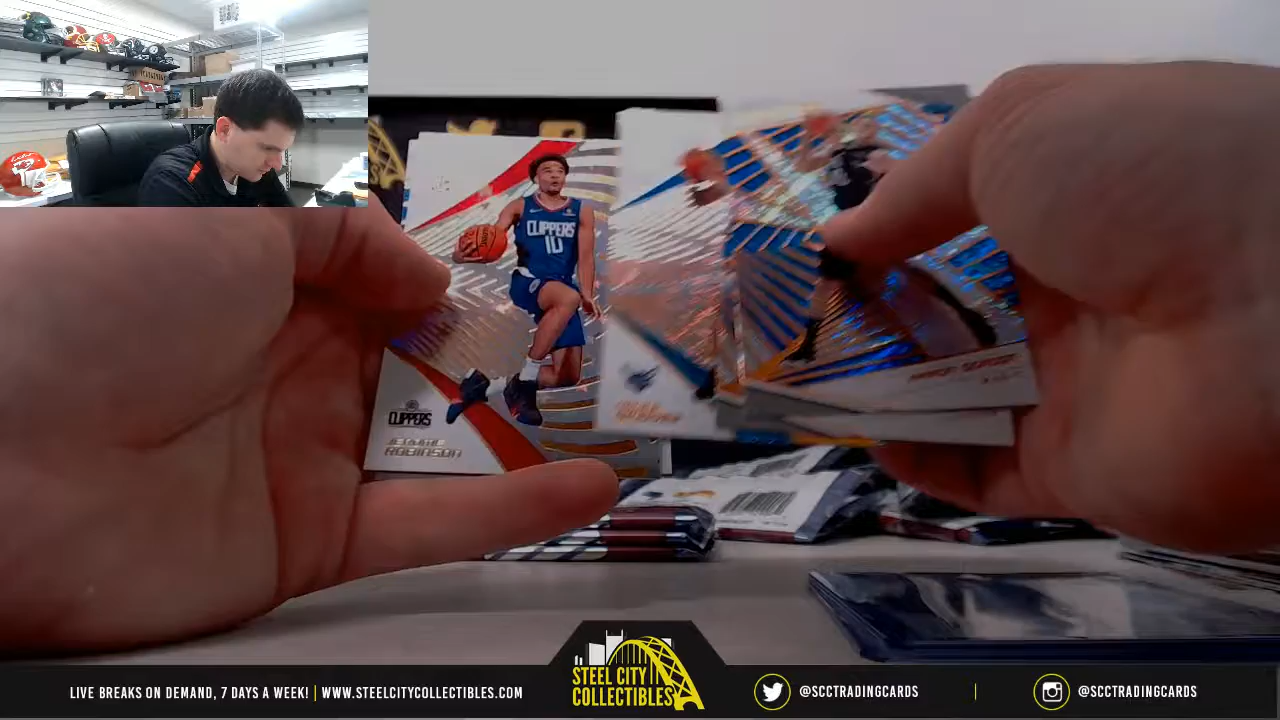 CLIPPERS
10
CLIPPERS
JEROME
ROBINSON
STEEL CITY
COLLECTIBLES
LIVE BREAKS ON DEMAND, 7 DAYS A WEEK! | WWW.STEELCITYCOLLECTIBLES.COM
@SCCTRADINGCARDS
@SCCTRADINGCARDS